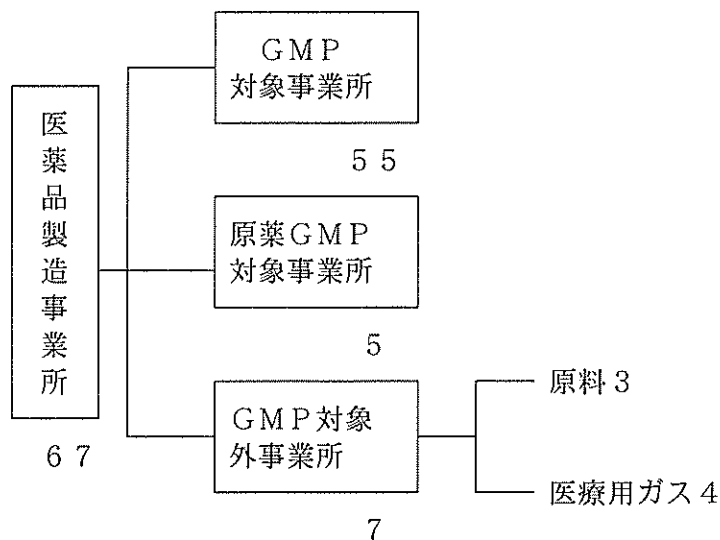 医薬品製造事業所
67
GMP
対象事業所
55
原薬GMP
対象事業所
5
GMP対象
外事業所
7
原料3
医療用ガス4